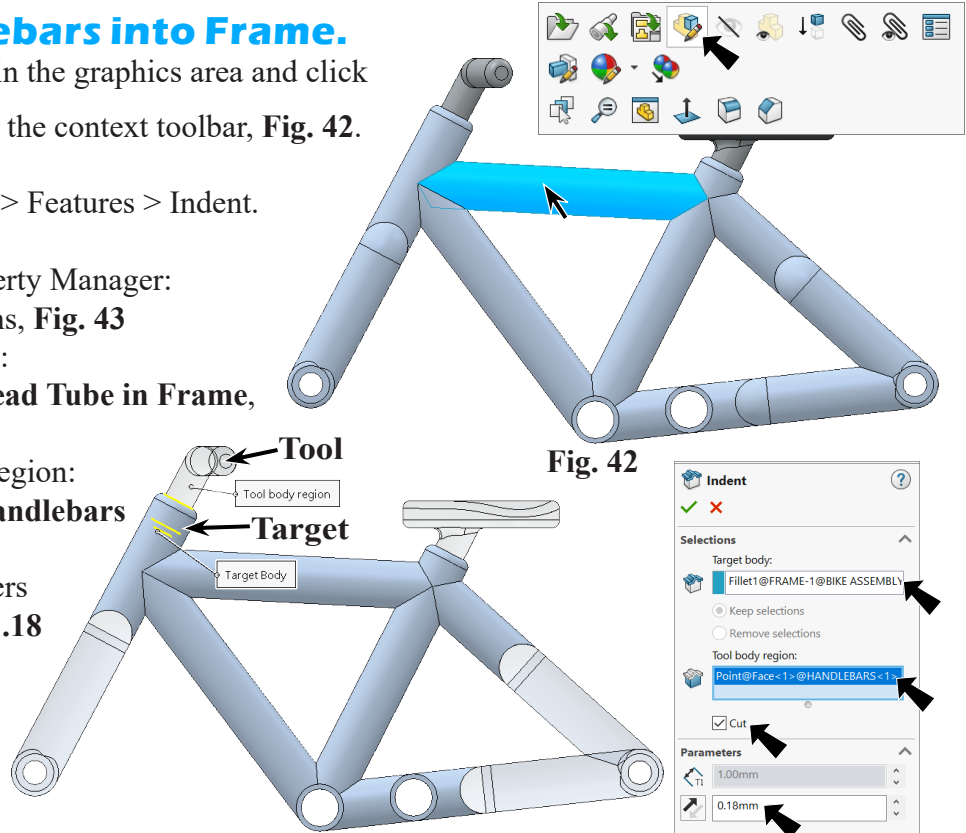 ebars into Frame.
in the graphics area and click
the context toolbar, Fig. 42.
> Features > Indent.
erty Manager:
ns, Fig. 43
:
ead Tube in Frame,
egion:
andlebars
ers
.18
Fig. 42
Tool
Tool body region
Target
Target Body
Indent
?
Selections
Target body:
Fillet1@FRAME-1@BIKE ASSEMBLY
Keep selections
Remove selections
Tool body region:
Point@Face<1>@HANDLEBARS<1>
Cut
Parameters
T1
1.00mm
0.18mm